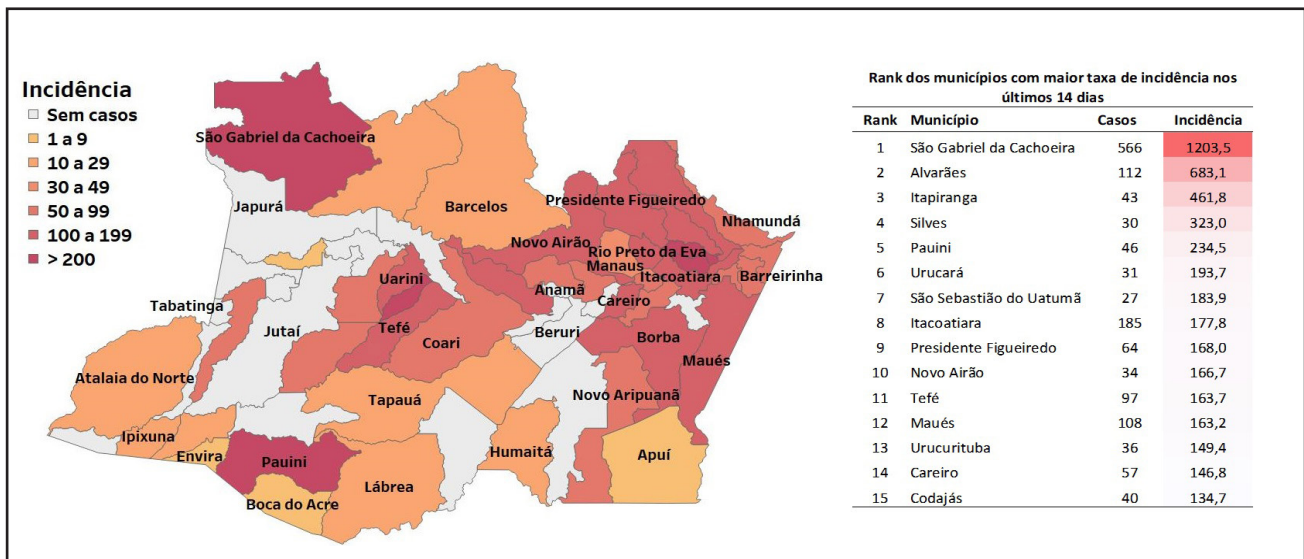 Incidência
Sem casos
1 a 9
10 a 29
30 a 49
50 a 99
100 a 199
> 200
São Gabriel da Cachoeira
Japurá
Barcelos
Presidente Figueiredo
Nhamundá
Novo Airão
Rio Preto da Eva
Manaus
Itacoatiara
Barreirinha
Uarini
Anamã
Careiro
Tabatinga
Jutaí
Tefé
Coari
Beruri
Borba
Maués
Atalaia do Norte
Tapauá
Novo Aripuanã
Ipixuna
Envira
Pauini
Humaitá
Apuí
Lábrea
Boca do Acre
Rank dos municípios com maior taxa de incidência nos
últimos 14 dias
Rank Município Casos Incidência
1 São Gabriel da Cachoeira 566 1203,5
2 Alvarães 112 683,1
3 Itapiranga 43 461,8
4 Silves 30 323,0
5 Pauini 46 234,5
6 Urucará 31 193,7
7 São Sebastião do Uatumã 27 183,9
8 Itacoatiara 185 177,8
9 Presidente Figueiredo 64 168,0
10 Novo Airão 34 166,7
11 Tefé 97 163,7
12 Maués 108 163,2
13 Urucurituba 36 149,4
14 Careiro 57 146,8
15 Codajás 40 134,7